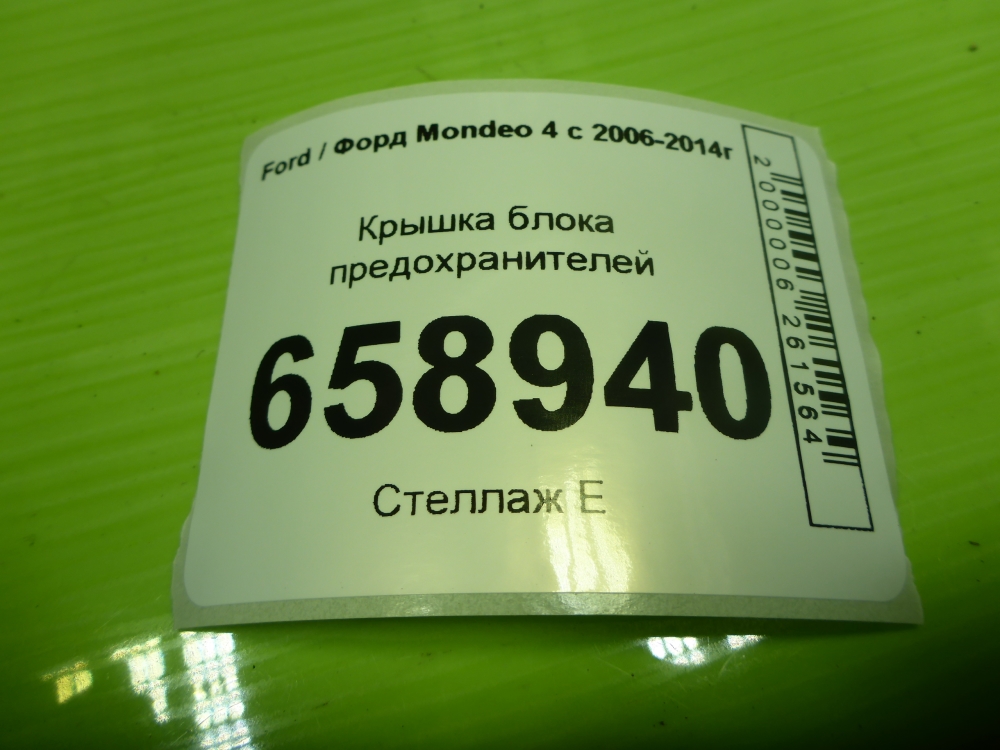 Ford / Форд Mondeo 4 с 2006-2014г
Крышка блока
предохранителей
658940
Стеллаж Е
2000006261564